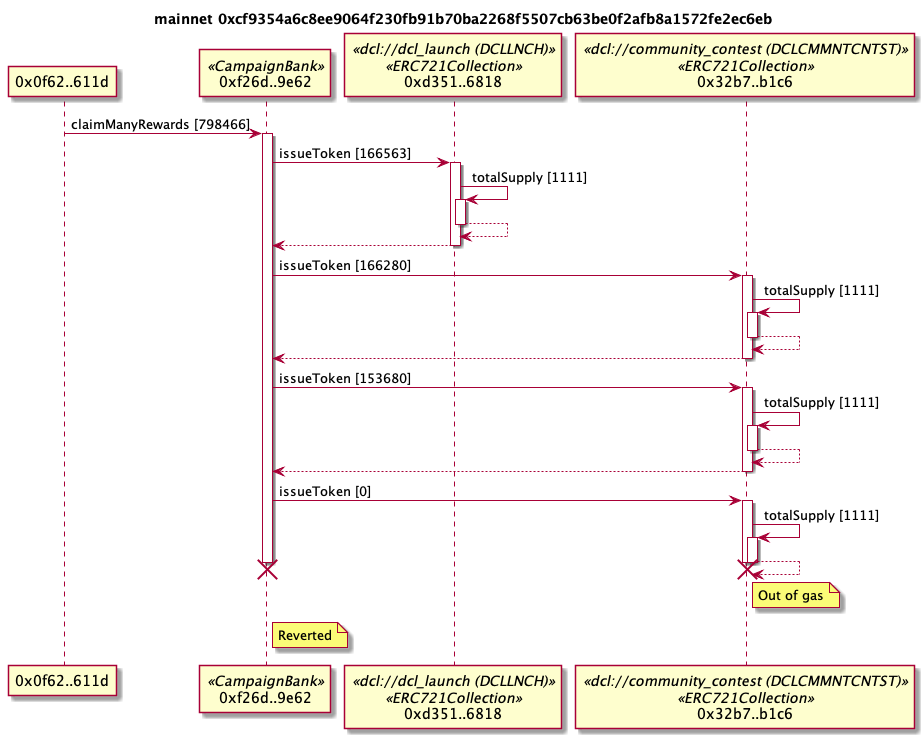 mainnet 0xcf9354a6c8ee9064f230fb91b70ba2268f5507cb63be0f2afb8a1572fe2ec6eb
0x0f62..611d
«CampaignBank»
0xf26d..9e62
«dcl://dcl_launch (DCLLNCH)»
«ERC721Collection»
0xd351..6818
«dcl://community_contest (DCLCMMNTCNTST)»
«ERC721Collection»
0x32b7..b1c6
claimManyRewards [798466]
issueToken [166563]
totalSupply [1111]
issueToken [166280]
totalSupply [1111]
issueToken [153680]
totalSupply [1111]
issueToken [0]
totalSupply [1111]
Out of gas
Reverted
0x0f62..611d
«CampaignBank»
0xf26d..9e62
«dcl://dcl_launch (DCLLNCH)»
«ERC721Collection»
0xd351..6818
«dcl://community_contest (DCLCMMNTCNTST)»
«ERC721Collection»
0x32b7..b1c6